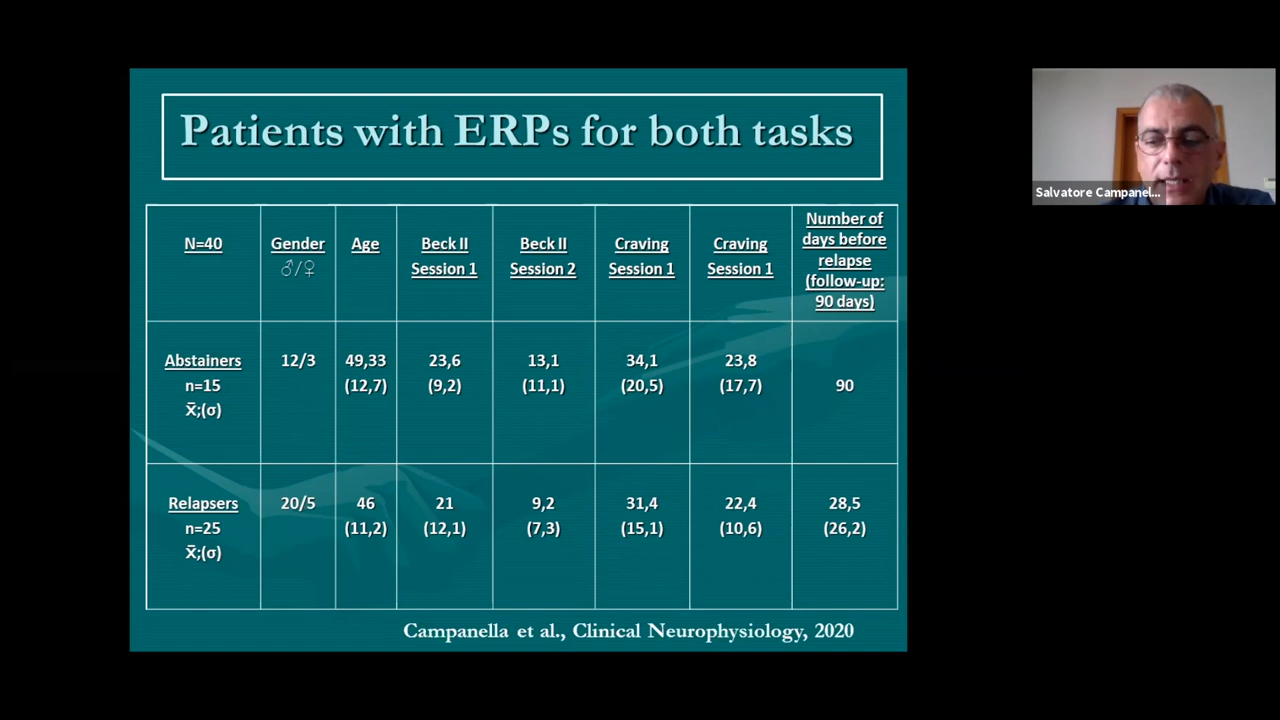 Patients with ERPs for both tasks
N=40
Gender
♂/♀
Age
Beck II
Session 1
Beck II
Session 2
Craving
Session 1
Craving
Session 1
Number of
days before
relapse
(follow-up:
90 days)
Abstainers
n=15
x̄;(σ)
12/3
49,33
(12,7)
23,6
(9,2)
13,1
(11,1)
34,1
(20,5)
23,8
(17,7)
90
Relapsers
n=25
x̄;(σ)
20/5
46
(11,2)
21
(12,1)
9,2
(7,3)
31,4
(15,1)
22,4
(10,6)
28,5
(26,2)
Campanella et al., Clinical Neurophysiology, 2020
Salvatore Campanel...